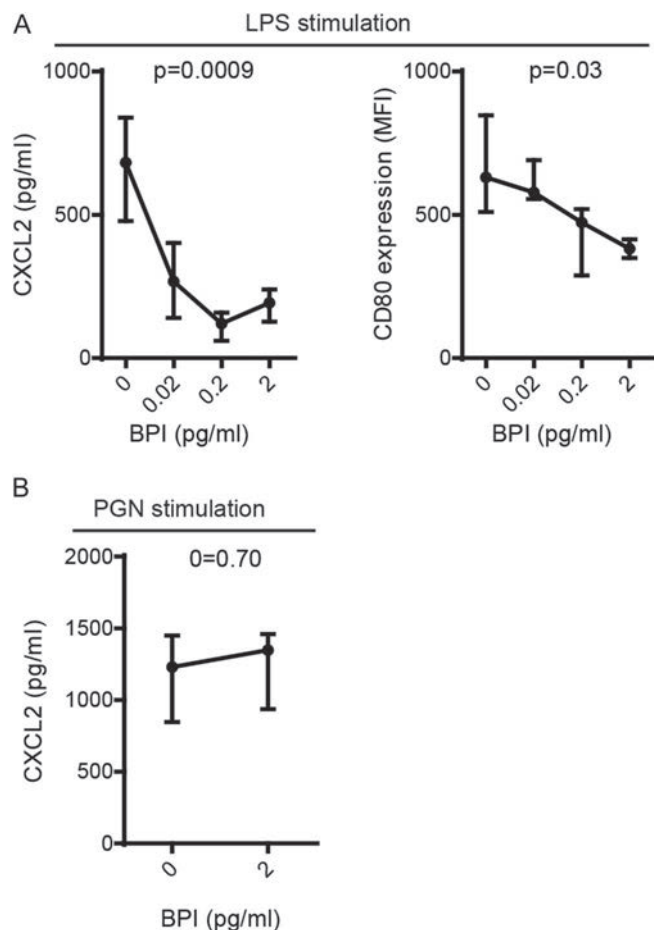 A
LPS stimulation
p=0.0009
1000
500
0
CXCL2 (pg/ml)
0 0.02 0.2 2
BPI (pg/ml)
p=0.03
1000
500
0
CD80 expression (MFI)
0 0.02 0.2 2
BPI (pg/ml)
B
PGN stimulation
0=0.70
2000
1500
1000
500
0
CXCL2 (pg/ml)
0 2
BPI (pg/ml)